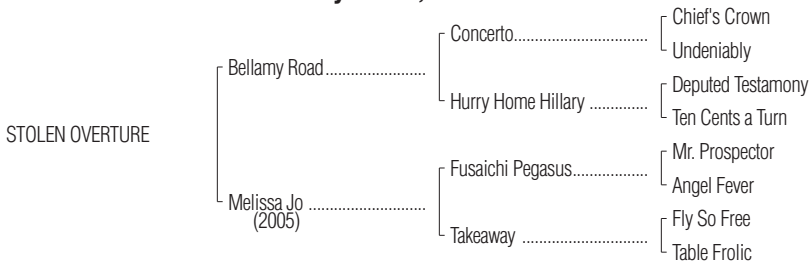 Chief's Crown
Concerto
Undeniably
Bellamy Road
Deputed Testamony
Hurry Home Hillary
Ten Cents a Turn
STOLEN OVERTURE
Mr. Prospector
Fusaichi Pegasus
Angel Fever
Melissa Jo
(2005)
Fly So Free
Takeaway
Table Frolic